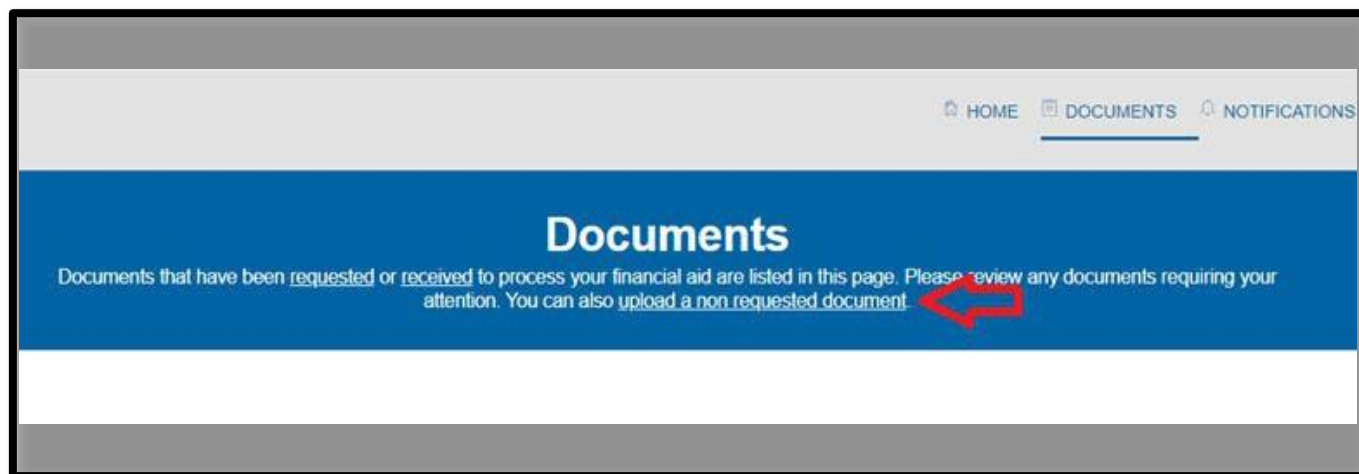 HOME DOCUMENTS NOTIFICATIONS
Documents
Documents that have been requested or received to process your financial aid are listed in this page. Please review any documents requiring your
attention. You can also upload a non requested document.